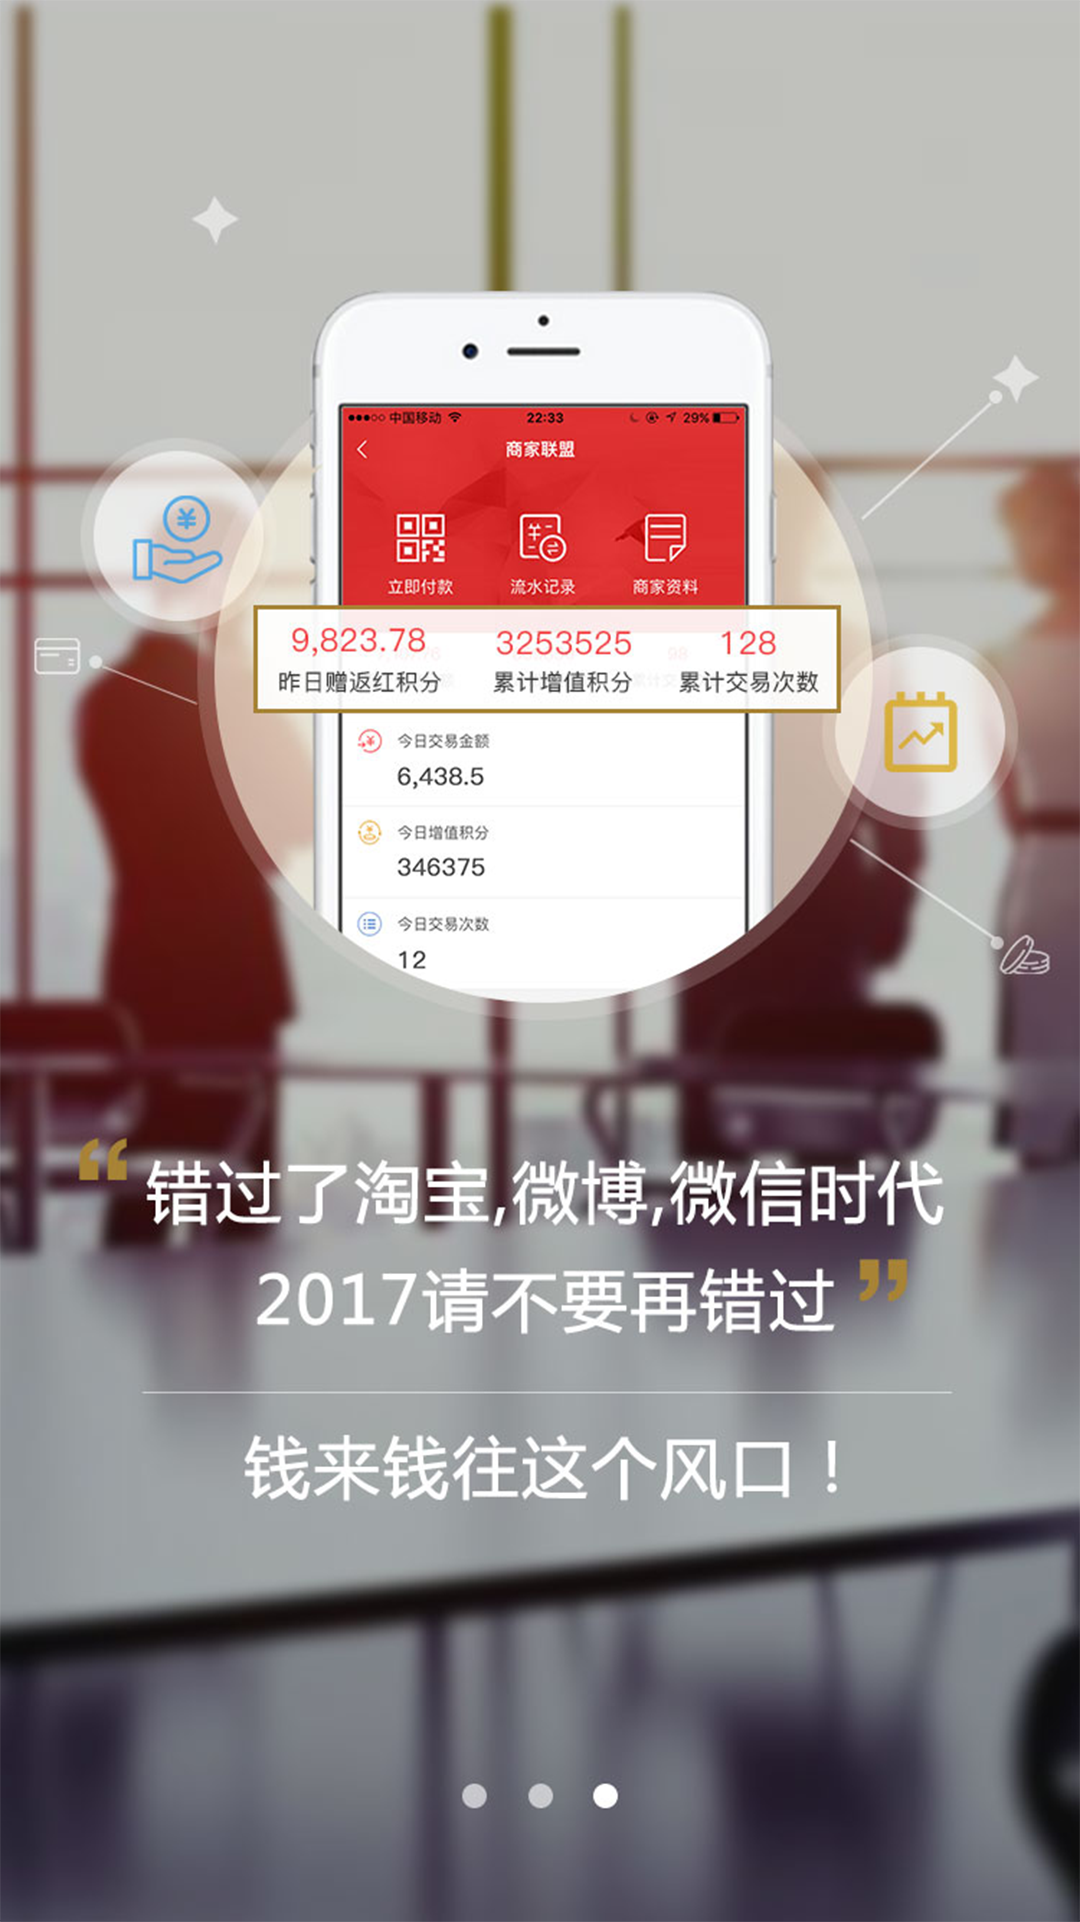 中国移动 22:33 29%
商家联盟
立即付款 流水记录 商家资料
9,823.78 3253525 128
昨日赠返红积分 累计增值积分 累计交易次数
今日交易金额
6,438.5
今日增值积分
346375
今日交易次数
12
“错过了淘宝,微博,微信时代
2017请不要再错过”
钱来钱往这个风口！